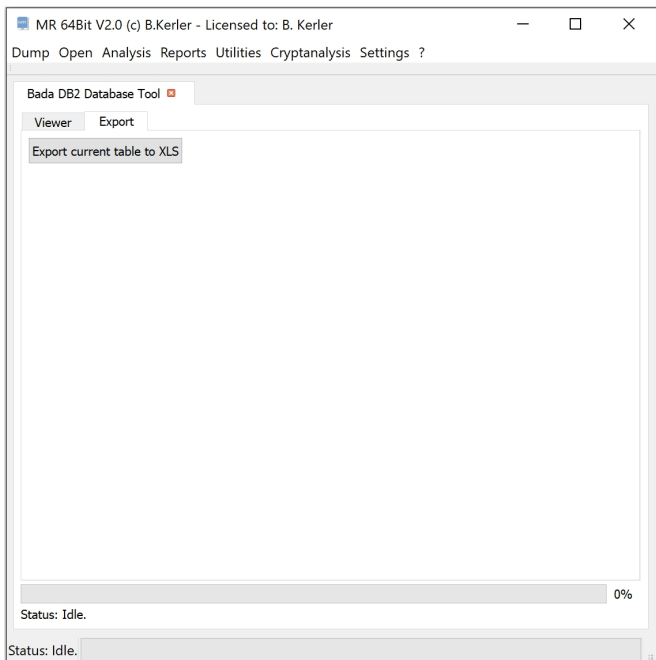 MR 64Bit V2.0 (c) B.Kerler - Licensed to: B. Kerler
Dump Open Analysis Reports Utilities Cryptanalysis Settings ?
Bada DB2 Database Tool
Viewer Export
Export current table to XLS
0%
Status: Idle.
Status: Idle.